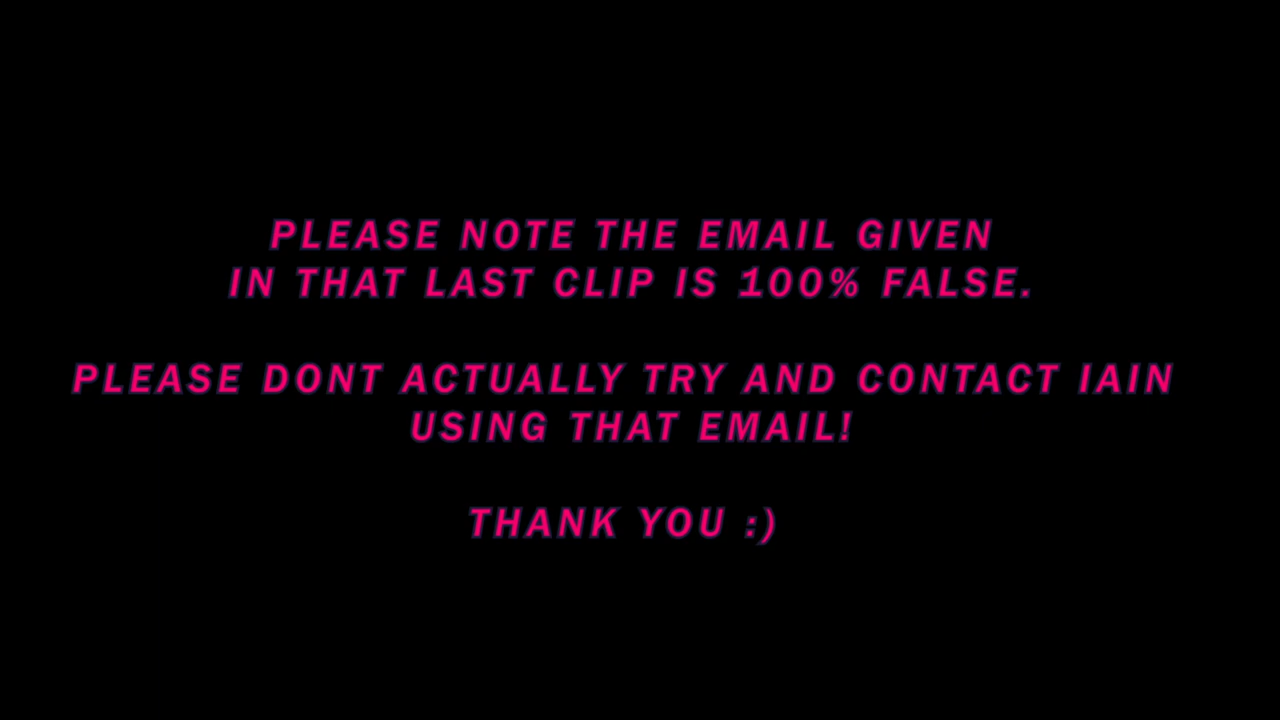 PLEASE NOTE THE EMAIL GIVEN
IN THAT LAST CLIP IS 100% FALSE.
PLEASE DONT ACTUALLY TRY AND CONTACT IAIN
USING THAT EMAIL!
THANK YOU :)